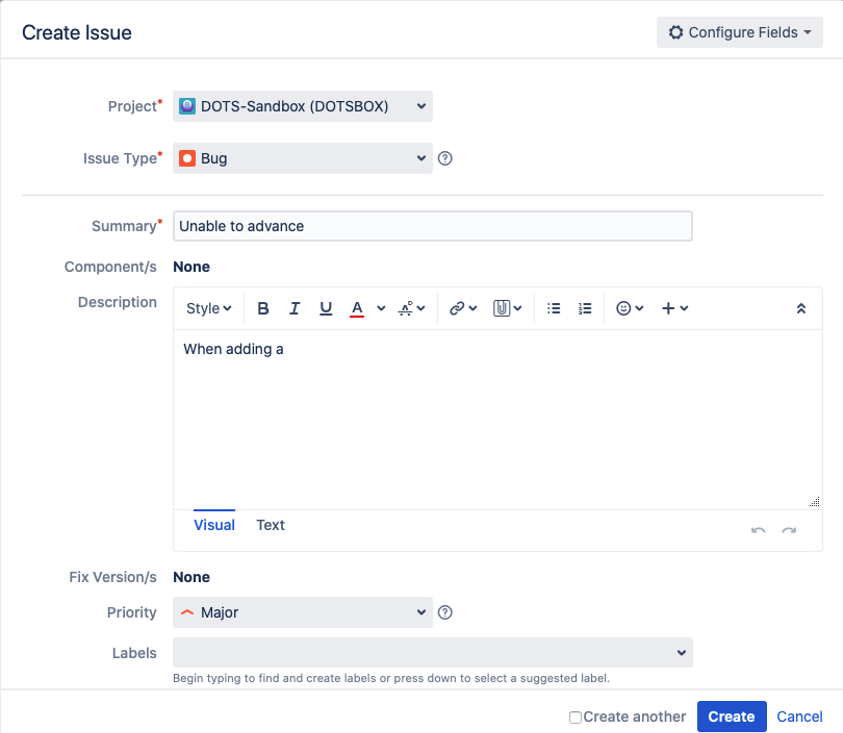 Create Issue
Configure Fields
Project*
DOTS-Sandbox (DOTSBOX)
Issue Type*
Bug
Summary*
Unable to advance
Component/s
None
Description
Style
B I U A
When adding a
Visual Text
Fix Version/s
None
Priority
Major
Labels
Begin typing to find and create labels or press down to select a suggested label.
Create another
Create
Cancel